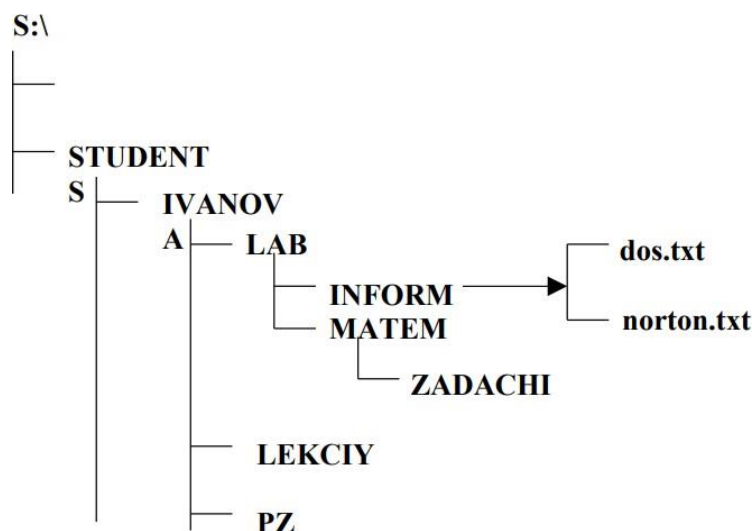 S:\
STUDENT
S
IVANOV
A
LAB
dos.txt
INFORM
norton.txt
MATEM
ZADACHI
LEKCIY
PZ